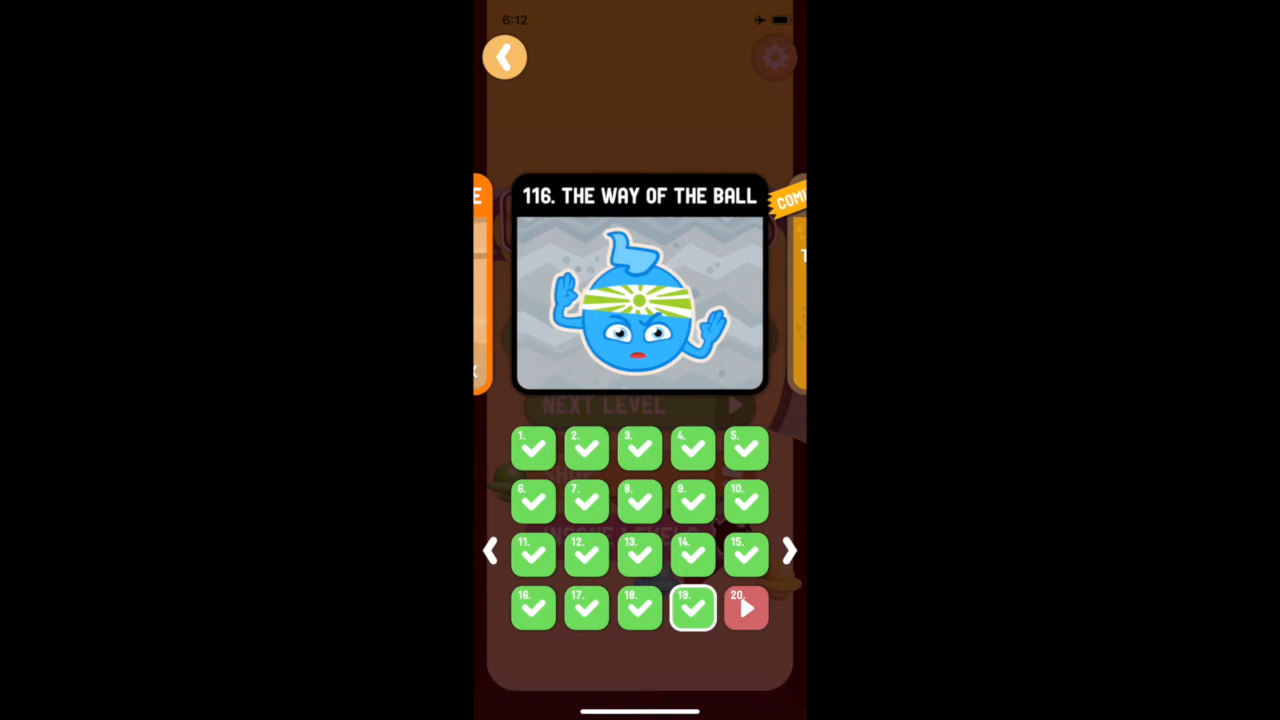 6:12
E
116. THE WAY OF THE BALL
COMI
NEXT LEVEL
1. 2. 3. 4. 5.
6. 7. 8. 9. 10.
11. 12. 13. 14. 15.
16. 17. 18. 19. 20.